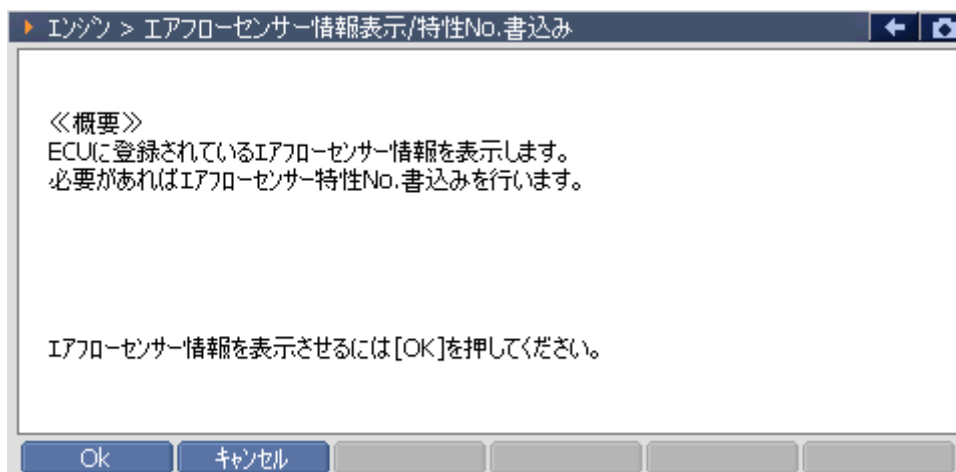 エンジン > エアフローセンサー情報表示/特性No.書込み
≪概要≫
ECUに登録されているエアフローセンサー情報を表示します。
必要があればエアフローセンサー特性No.書込みを行います。
エアフローセンサー情報を表示させるには[OK]を押してください。
Ok キャンセル